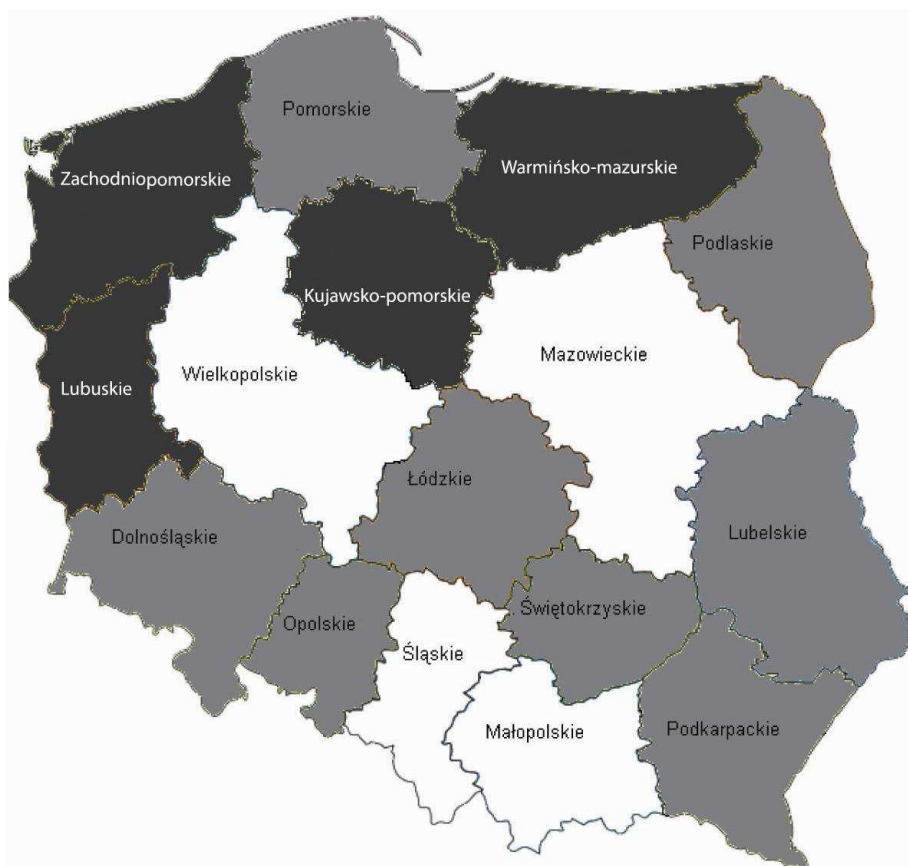 Pomorskie
Warmińsko-mazurskie
Zachodniopomorskie
Podlaskie
Kujawsko-pomorskie
Mazowieckie
Wielkopolskie
Lubuskie
Łódzkie
Lubelskie
Dolnośląskie
Świętokrzyskie
Opolskie
Śląskie
Podkarpackie
Małopolskie